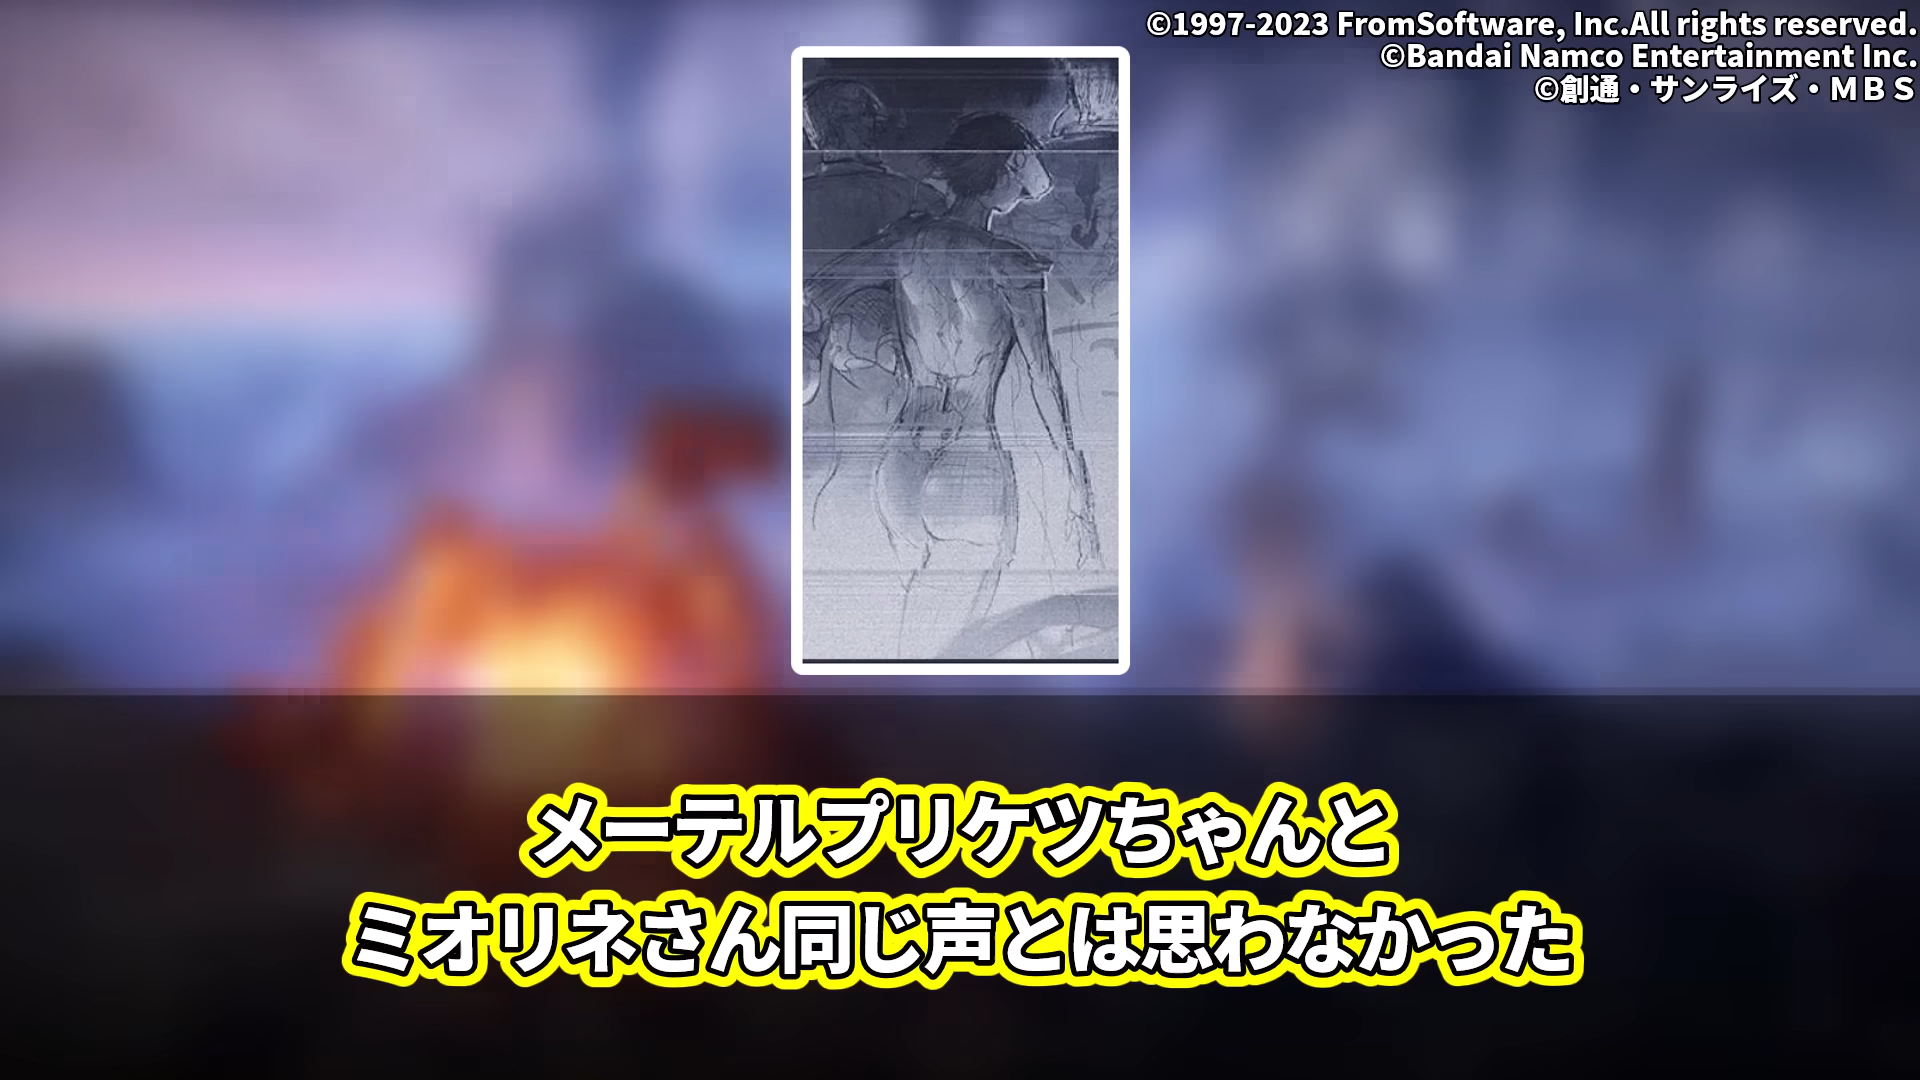 ©1997-2023 FromSoftware, Inc.All rights reserved.
©Bandai Namco Entertainment Inc.
©創通・サンライズ・ＭＢＳ
メーテルプリケツちゃんと
ミオリネさん同じ声とは思わなかった